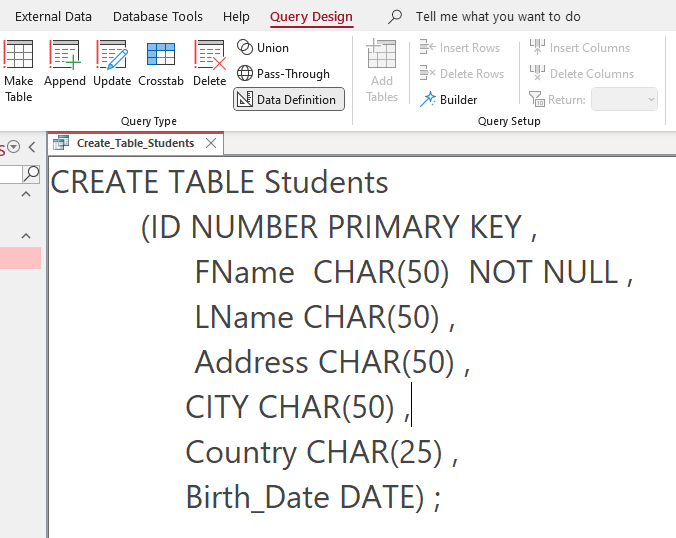 External Data Database Tools Help Query Design Tell me what you want to do
Make Table Append Update Crosstab Delete
Union
Pass-Through
Data Definition
Query Type
Add Tables
Insert Rows
Delete Rows
Builder
Insert Columns
Delete Columns
Return:
Query Setup
s
Create_Table_Students
CREATE TABLE Students
(ID NUMBER PRIMARY KEY ,
FName CHAR(50) NOT NULL ,
LName CHAR(50) ,
Address CHAR(50) ,
CITY CHAR(50) ,
Country CHAR(25) ,
Birth_Date DATE) ;